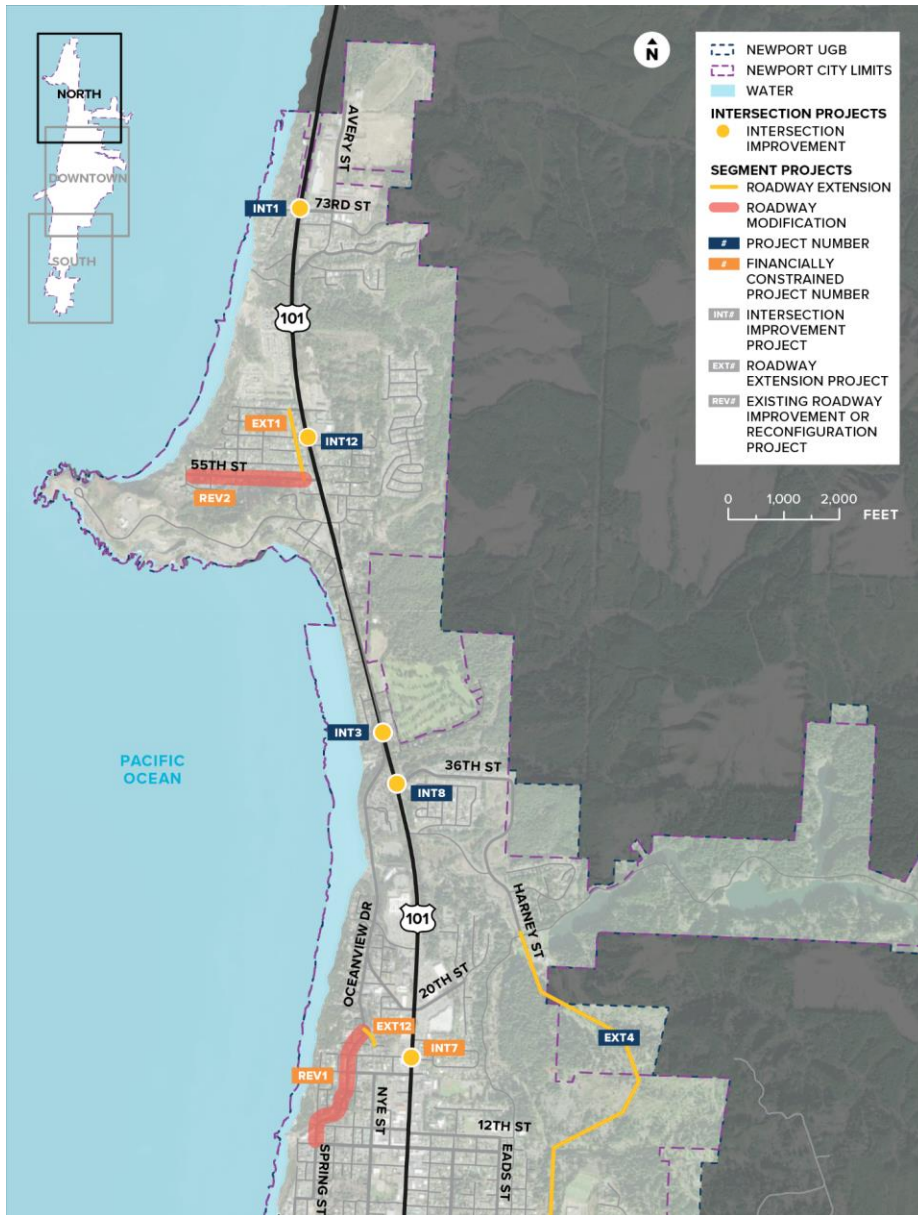 NORTH
DOWNTOWN
SOUTH
N
NEWPORT UGB
NEWPORT CITY LIMITS
WATER
INTERSECTION PROJECTS
INTERSECTION
IMPROVEMENT
SEGMENT PROJECTS
ROADWAY EXTENSION
ROADWAY
MODIFICATION
# PROJECT NUMBER
# FINANCIALLY
CONSTRAINED
PROJECT NUMBER
INT# INTERSECTION
IMPROVEMENT
PROJECT
EXT# ROADWAY
EXTENSION PROJECT
REV# EXISTING ROADWAY
IMPROVEMENT OR
RECONFIGURATION
PROJECT
0 1,000 2,000
FEET
AVERY ST
INT1
73RD ST
101
EXT1
INT12
55TH ST
REV2
INT3
PACIFIC
OCEAN
36TH ST
INT8
HARNEY ST
OCEANVIEW DR
101
20TH ST
EXT12
EXT4
INT7
REV1
NYE ST
12TH ST
SPRING ST
EADS ST